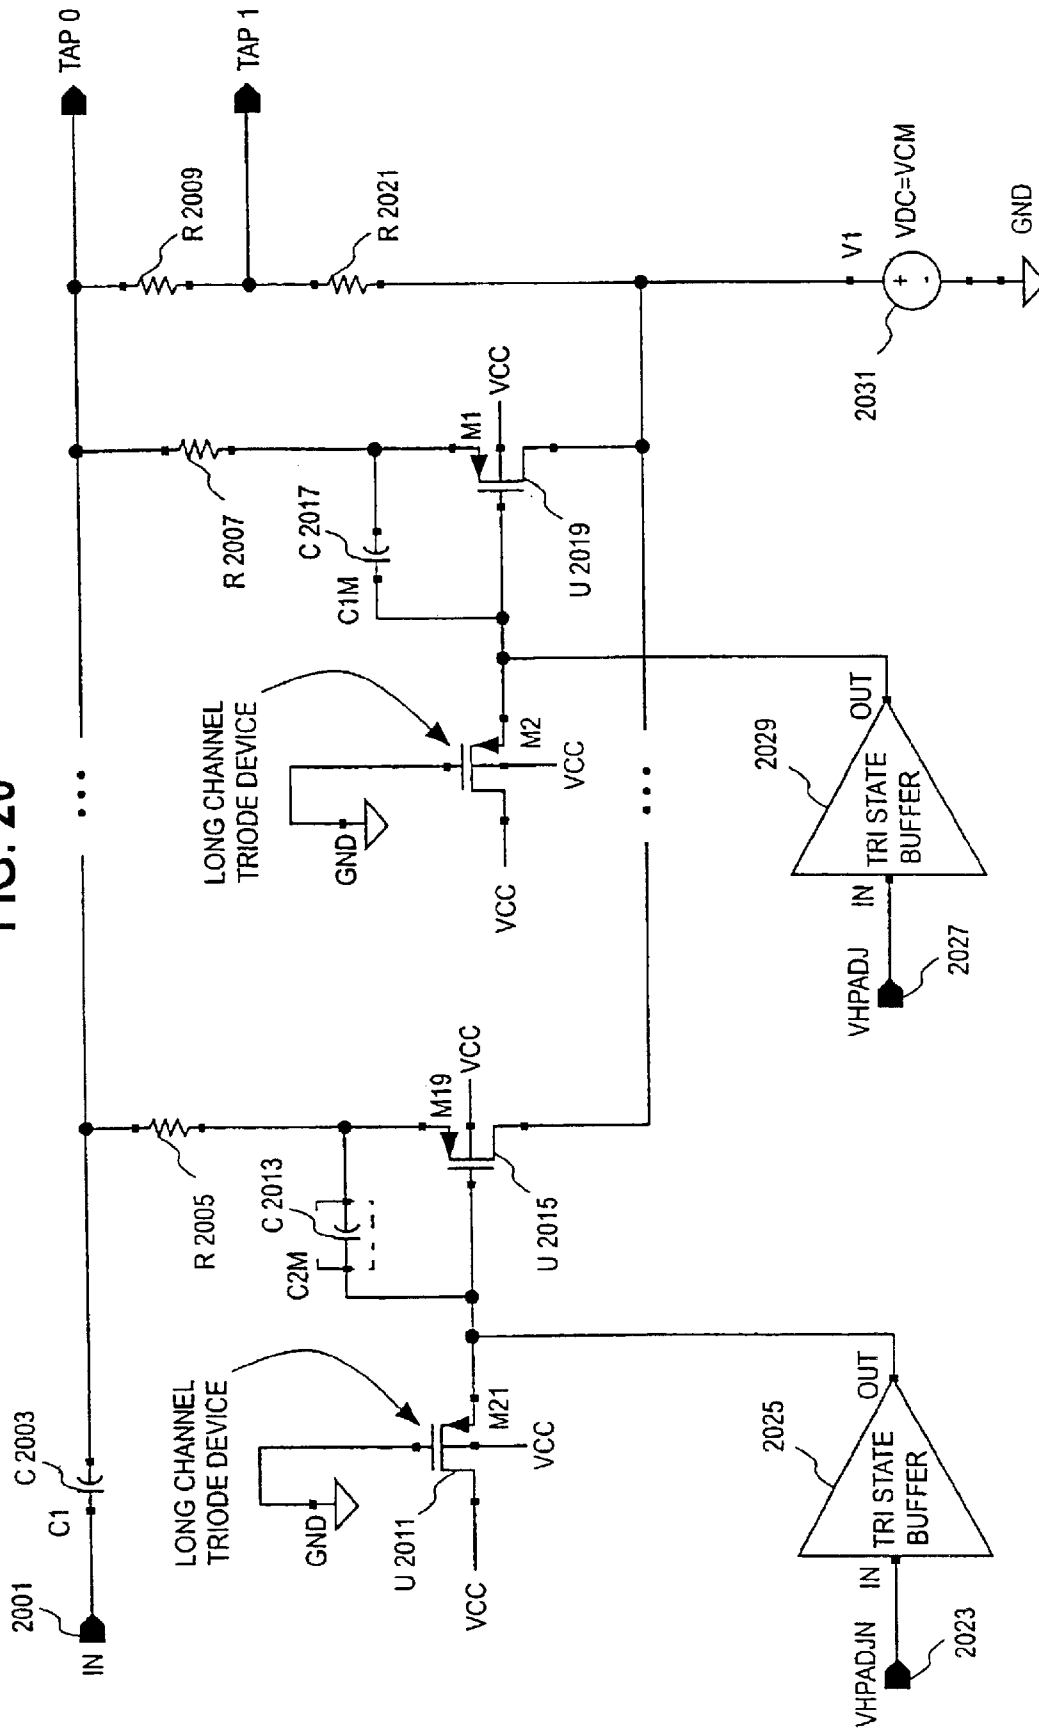 FIG. 20
2001
IN
C1
C 2003
R 2005
R 2007
TAP 0
R 2009
TAP 1
R 2021
LONG CHANNEL
TRIODE DEVICE
GND
U 2011
VCC
M21
VCC
C2M
C 2013
M19
VCC
U 2015
LONG CHANNEL
TRIODE DEVICE
GND
VCC
M2
VCC
C1M
C 2017
M1
VCC
U 2019
VHPADJN
2023
IN
TRI STATE
BUFFER
2025
OUT
VHPADJ
2027
IN
TRI STATE
BUFFER
2029
OUT
V1
VDC=VCM
+
-
2031
GND